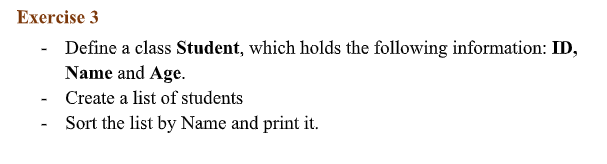 Exercise 3
- Define a class Student, which holds the following information: ID,
Name and Age.
- Create a list of students
- Sort the list by Name and print it.